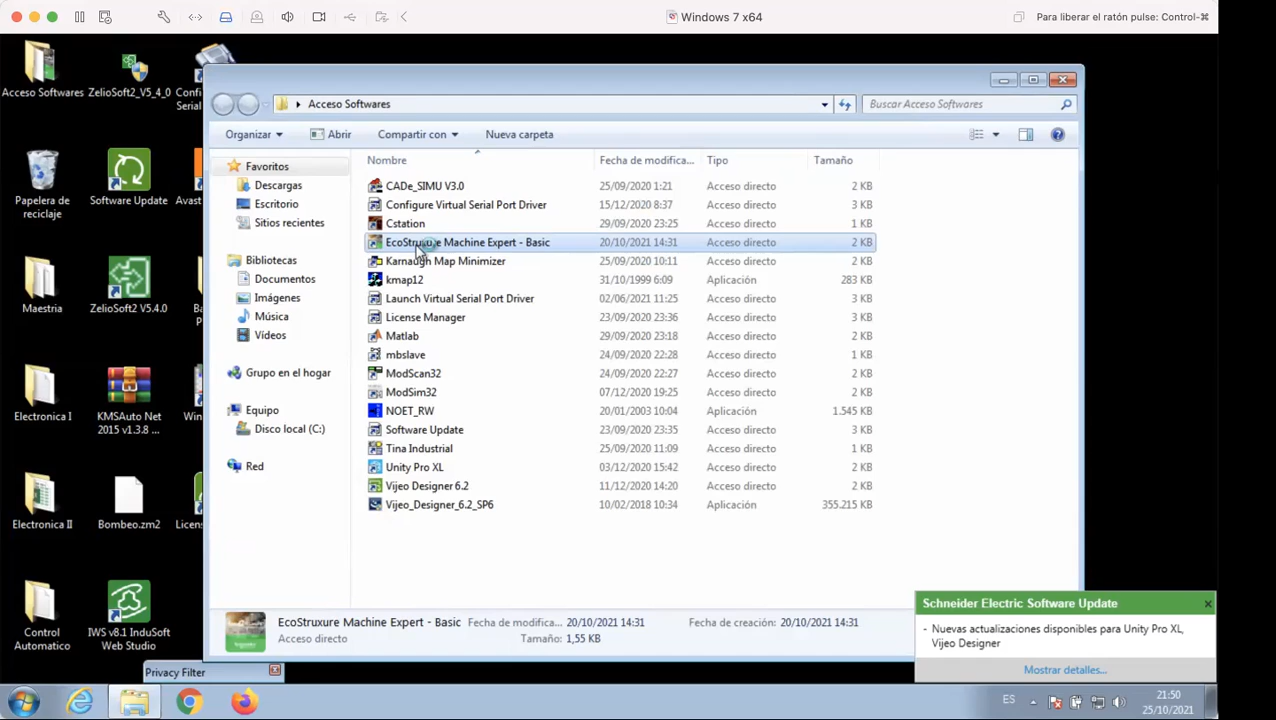 Windows 7 x64
Para liberar el ratón pulse: Control-⌘
Acceso Softwares
ZelioSoft2_V5_4_0
Confi
Serial
Papelera de
reciclaje
Software Update
Avast
Maestria
ZelioSoft2 V5.4.0
Ba
P
Electronica I
KMSAuto Net
2015 v1.3.8 ...
Win
Electronica II
Bombeo.zm2
Licens
Control
Automatico
IWS v8.1 InduSoft
Web Studio
Acceso Softwares
Buscar Acceso Softwares
Organizar
Abrir
Compartir con
Nueva carpeta
Favoritos
Descargas
Escritorio
Sitios recientes
Bibliotecas
Documentos
Imágenes
Música
Vídeos
Grupo en el hogar
Equipo
Disco local (C:)
Red
Nombre Fecha de modifica... Tipo Tamaño
CADe_SIMU V3.0 25/09/2020 1:21 Acceso directo 2 KB
Configure Virtual Serial Port Driver 15/12/2020 8:37 Acceso directo 3 KB
Cstation 29/09/2020 23:25 Acceso directo 1 KB
EcoStruxure Machine Expert - Basic 20/10/2021 14:31 Acceso directo 2 KB
Karnaugh Map Minimizer 25/09/2020 10:11 Acceso directo 2 KB
kmap12 31/10/1999 6:09 Aplicación 283 KB
Launch Virtual Serial Port Driver 02/06/2021 11:25 Acceso directo 3 KB
License Manager 23/09/2020 23:36 Acceso directo 3 KB
Matlab 29/09/2020 23:18 Acceso directo 2 KB
mbslave 24/09/2020 22:28 Acceso directo 1 KB
ModScan32 24/09/2020 22:27 Acceso directo 2 KB
ModSim32 07/12/2020 19:25 Acceso directo 2 KB
NOET_RW 20/01/2003 10:04 Aplicación 1.545 KB
Software Update 23/09/2020 23:35 Acceso directo 3 KB
Tina Industrial 25/09/2020 11:09 Acceso directo 1 KB
Unity Pro XL 03/12/2020 15:42 Acceso directo 2 KB
Vijeo Designer 6.2 11/12/2020 14:20 Acceso directo 2 KB
Vijeo_Designer_6.2_SP6 10/02/2018 10:34 Aplicación 355.215 KB
EcoStruxure Machine Expert - Basic Fecha de modifica... 20/10/2021 14:31 Fecha de creación: 20/10/2021 14:31
Acceso directo Tamaño: 1,55 KB
Schneider Electric Software Update
- Nuevas actualizaciones disponibles para Unity Pro XL,
Vijeo Designer
Mostrar detalles...
Privacy Filter
ES
21:50
25/10/2021